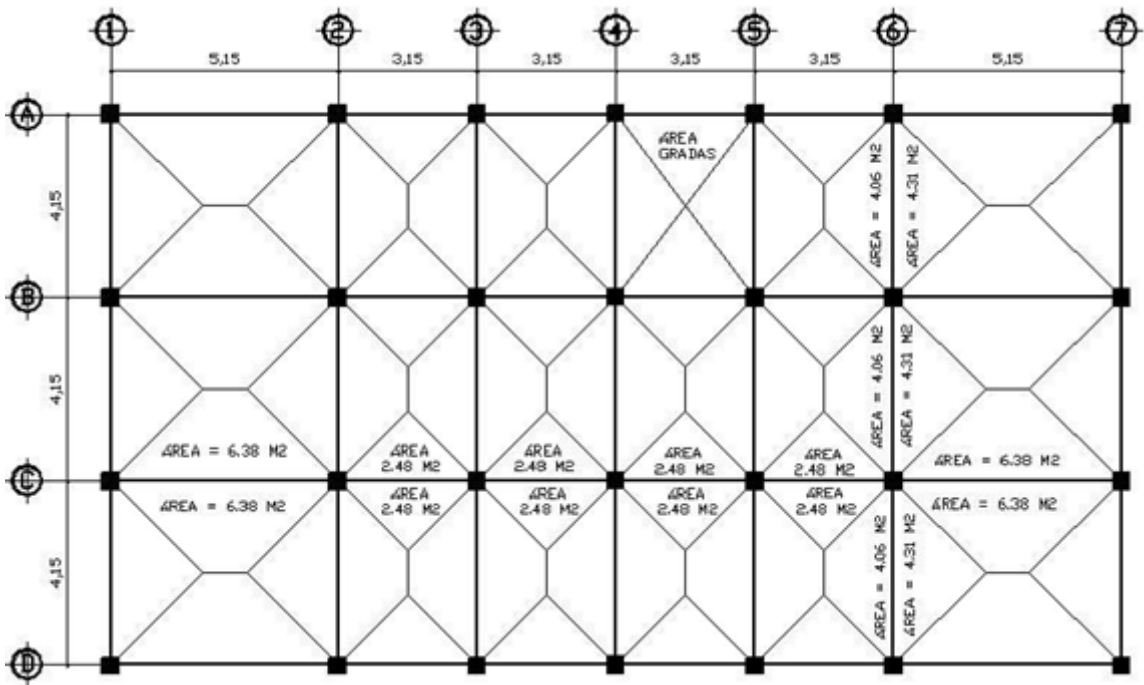 1 2 3 4 5 6 7
5,15 3,15 3,15 3,15 3,15 5,15
A
ÁREA
GRADAS
4,15
AREA = 4.06 M2
AREA = 4.31 M2
B
4,15
AREA = 4.06 M2
AREA = 4.31 M2
AREA = 6.38 M2
AREA
2.48 M2
AREA
2.48 M2
AREA
2.48 M2
AREA
2.48 M2
AREA = 6.38 M2
C
AREA = 6.38 M2
AREA
2.48 M2
AREA
2.48 M2
AREA
2.48 M2
AREA
2.48 M2
AREA = 6.38 M2
4,15
AREA = 4.06 M2
AREA = 4.31 M2
D